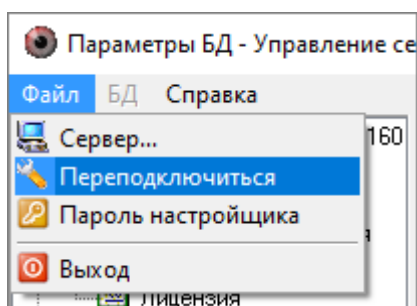 Параметры БД - Управление се
Файл БД Справка
Сервер...
160
Переподключиться
Пароль настройщика
Выход
Лицензия